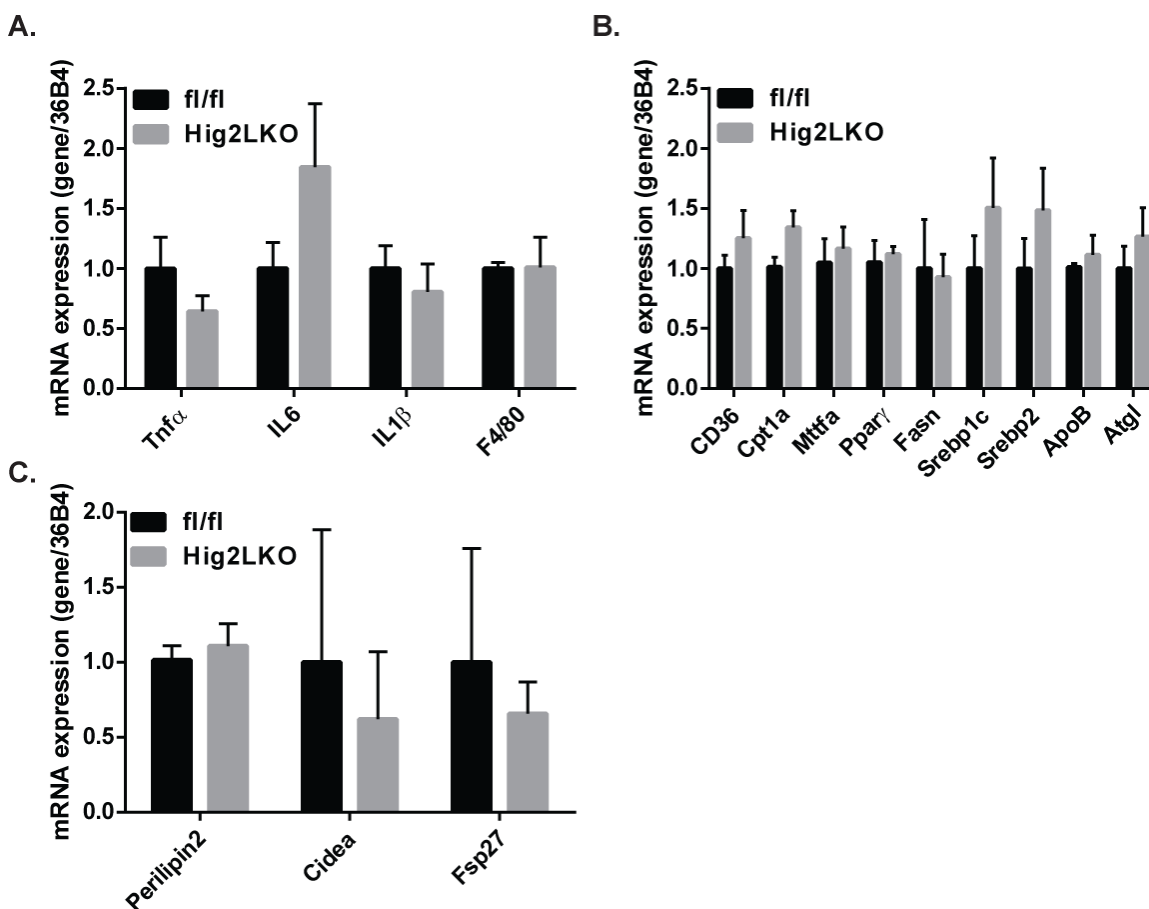 A.
mRNA expression (gene/36B4)
2.5
2.0
1.5
1.0
0.5
0.0
fl/fl
Hig2LKO
Tnfα
IL6
IL1β
F4/80
B.
mRNA expression (gene/36B4)
2.5
2.0
1.5
1.0
0.5
0.0
fl/fl
Hig2LKO
CD36
Cpt1a
Mttfa
Pparγ
Fasn
Srebp1c
Srebp2
ApoB
Atgl
C.
mRNA expression (gene/36B4)
2.0
1.5
1.0
0.5
0.0
fl/fl
Hig2LKO
Perilipin2
Cidea
Fsp27